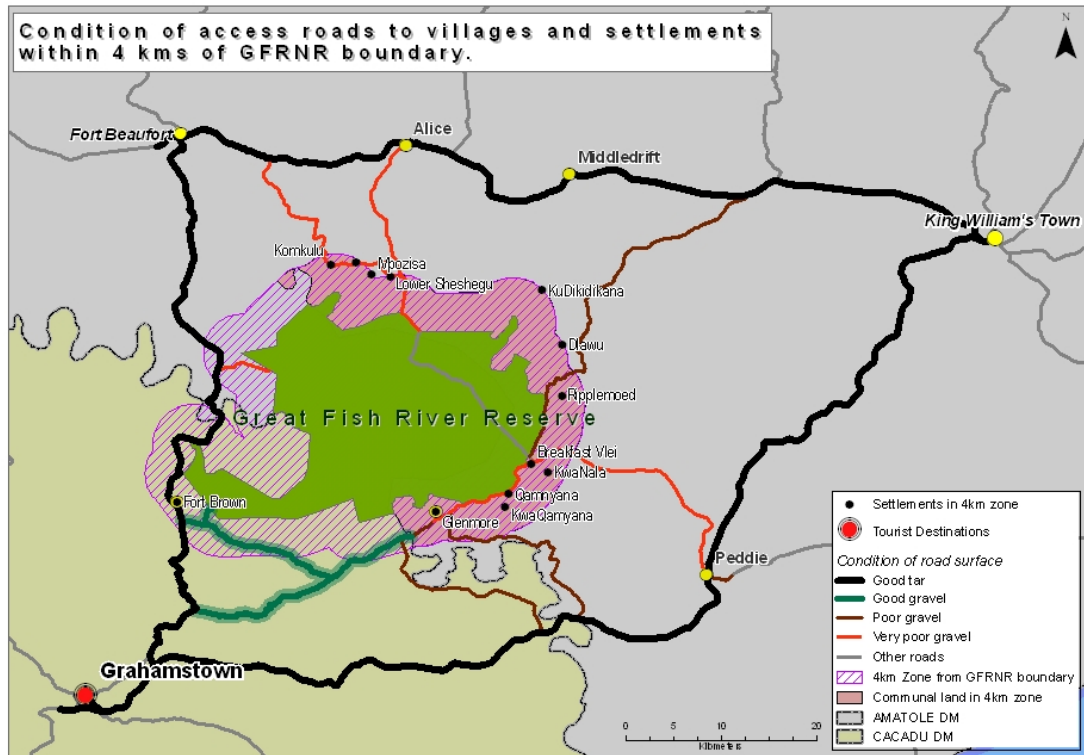 Condition of access roads to villages and settlements
within 4 kms of GFRNR boundary.
N
Fort Beaufort
Alice
Middledrift
King William's Town
Komkulu
Mpozisa
Lower Sheshegu
KuDikidikana
Dlawu
Ripplemoed
Great Fish River Reserve
Breakfast Vlei
KwaNala
Qamnyana
KwaQamyana
Glenmore
Fort Brown
Peddie
Grahamstown
Settlements in 4km zone
Tourist Destinations
Condition of road surface
Good tar
Good gravel
Poor gravel
Very poor gravel
Other roads
4km Zone from GFRNR boundary
Communal land in 4km zone
AMATOLE DM
CACADU DM
0 5 10 20
Kilometers